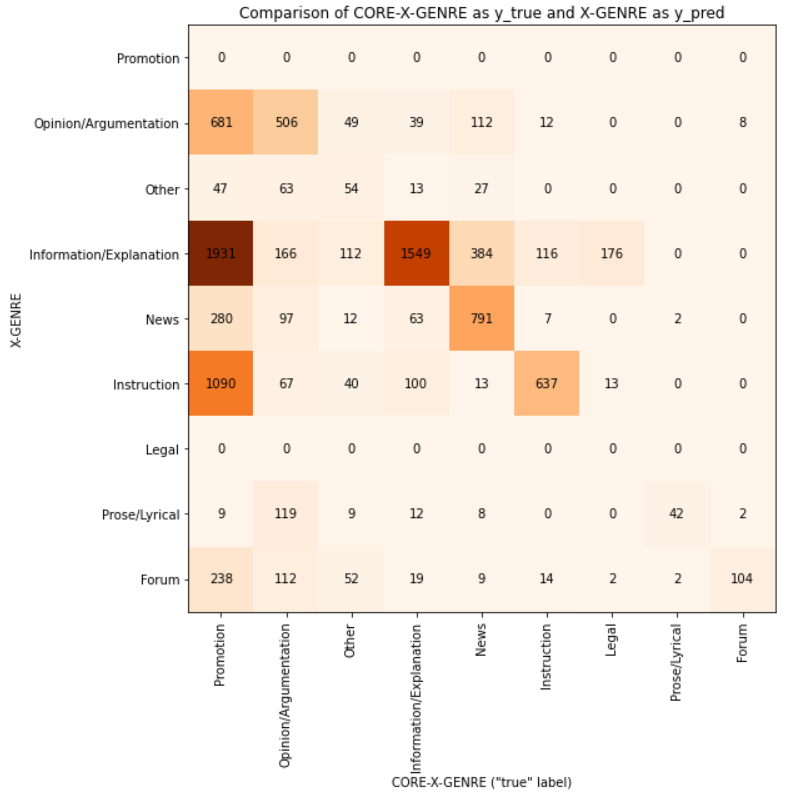 Comparison of CORE-X-GENRE as y_true and X-GENRE as y_pred
Promotion 0 0 0 0 0 0 0 0 0
Opinion/Argumentation 681 506 49 39 112 12 0 0 8
Other 47 63 54 13 27 0 0 0 0
Information/Explanation 1931 166 112 1549 384 116 176 0 0
News 280 97 12 63 791 7 0 2 0
Instruction 1090 67 40 100 13 637 13 0 0
Legal 0 0 0 0 0 0 0 0 0
Prose/Lyrical 9 119 9 12 8 0 0 42 2
Forum 238 112 52 19 9 14 2 2 104
X-GENRE
Promotion
Opinion/Argumentation
Other
Information/Explanation
News
Instruction
Legal
Prose/Lyrical
Forum
CORE-X-GENRE ("true" label)